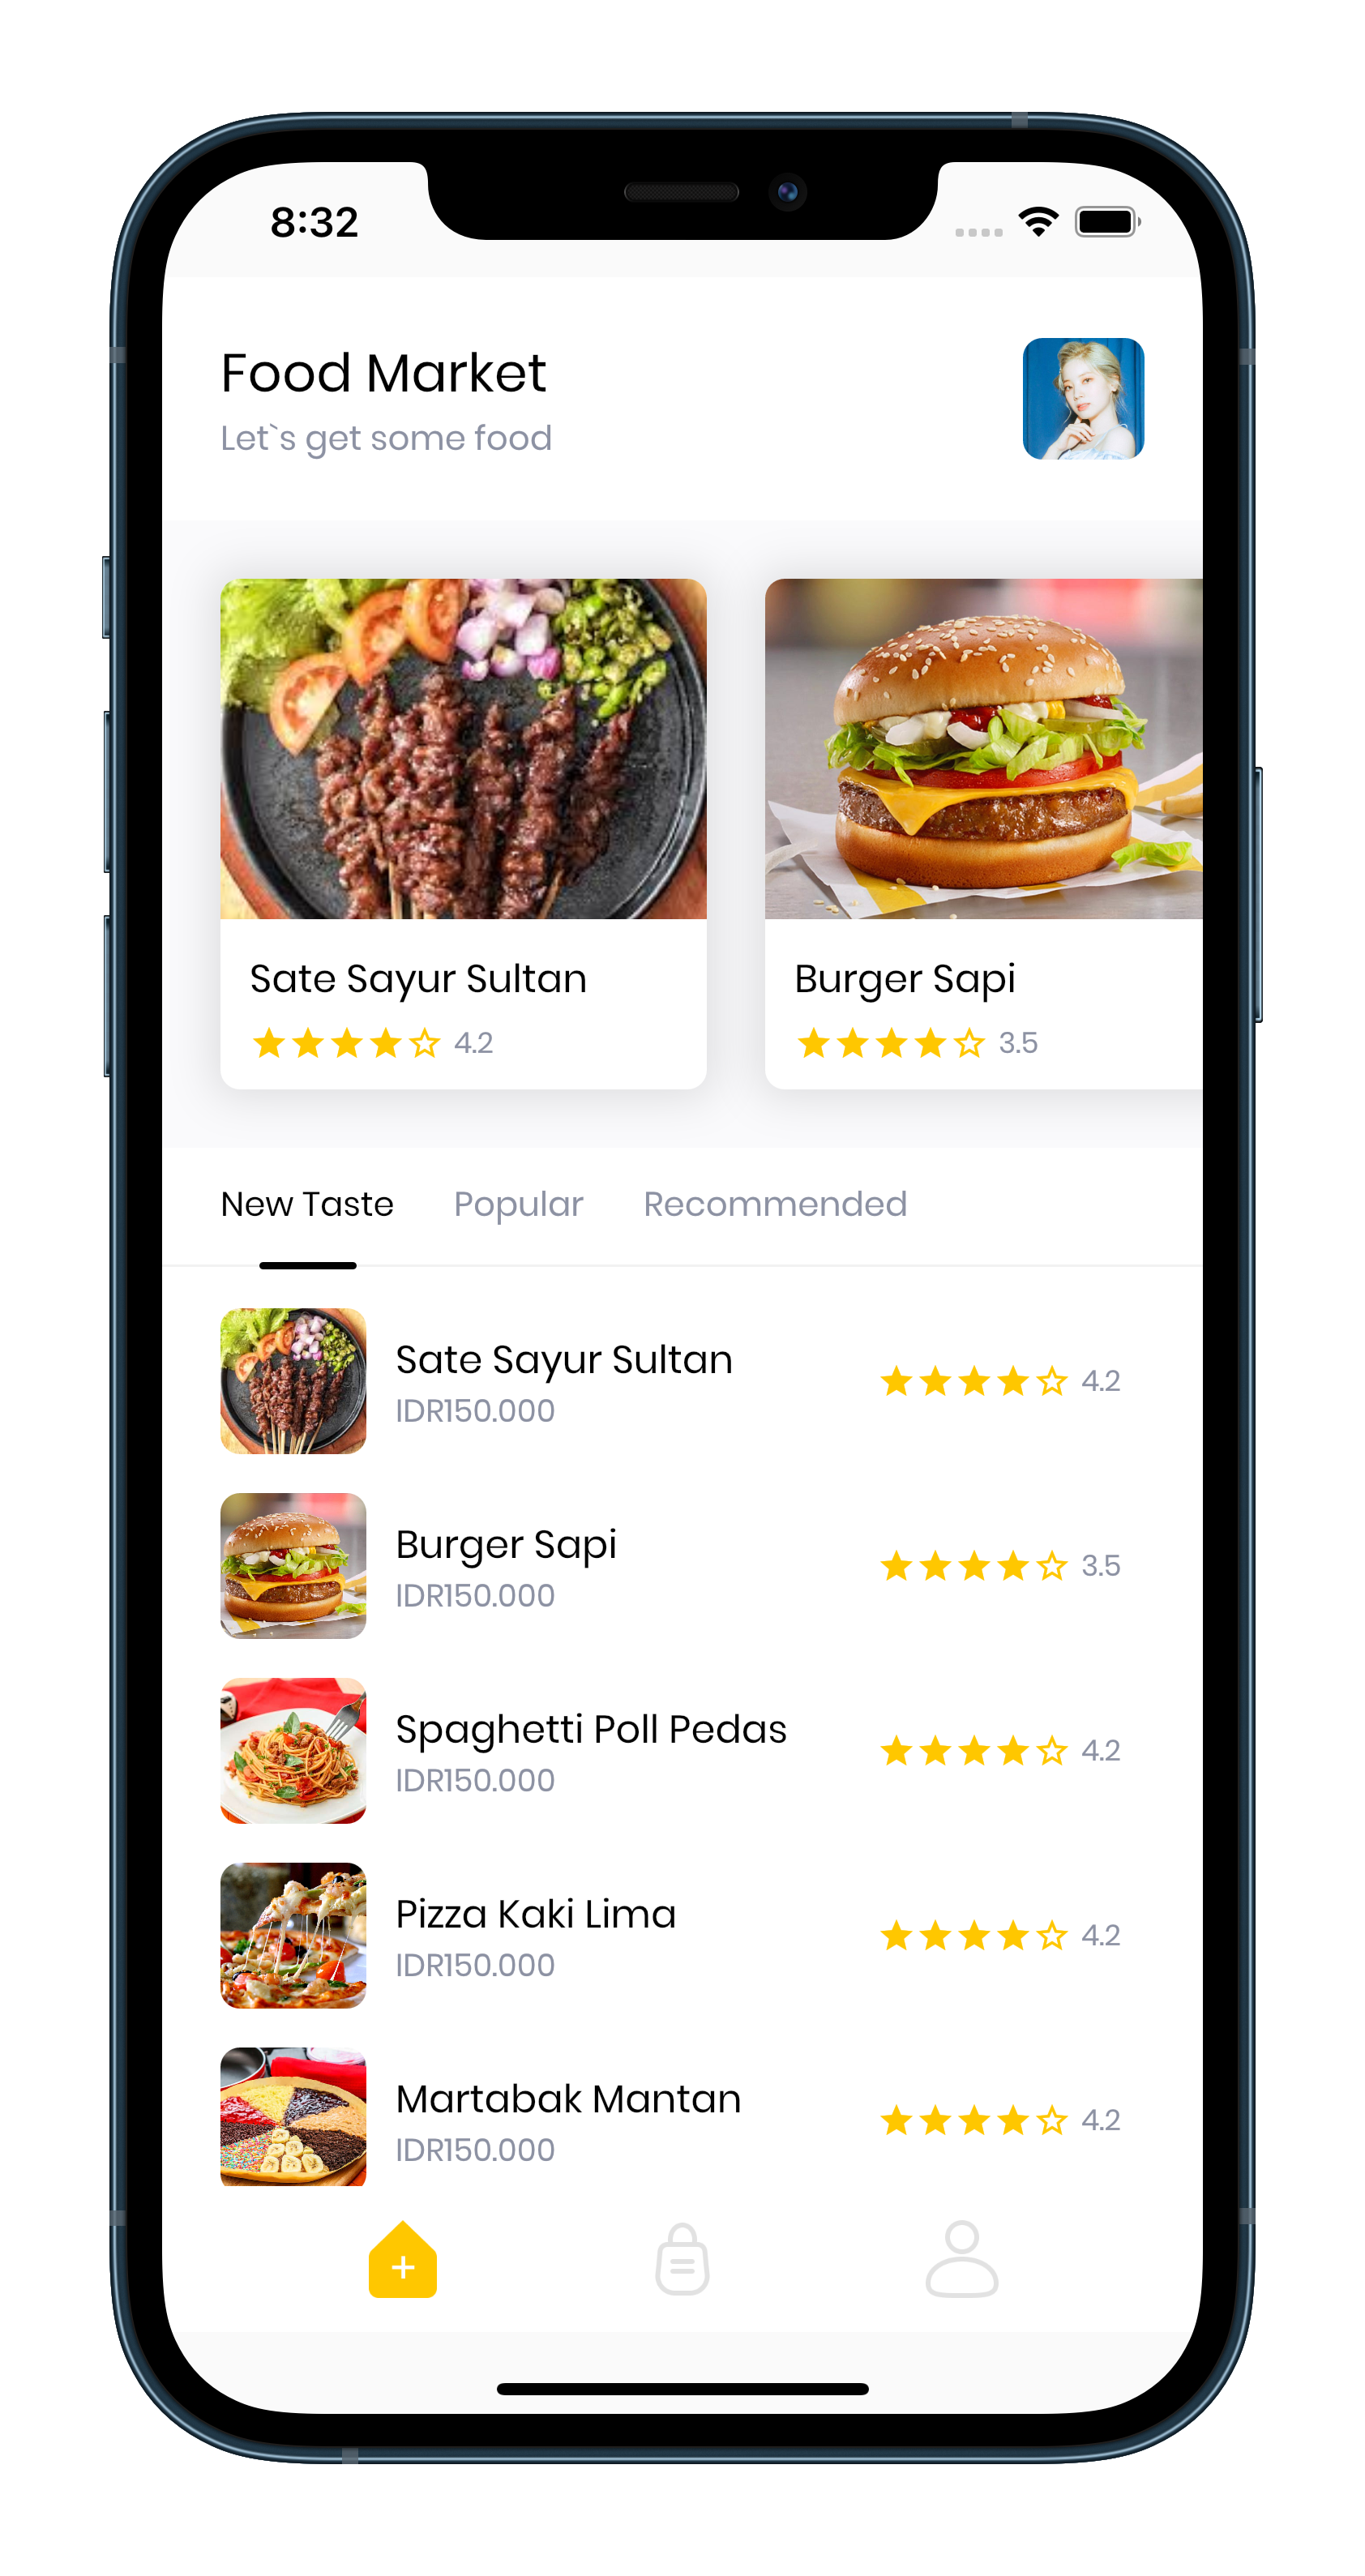 8:32
Food Market
Let`s get some food
Sate Sayur Sultan
4.2
Burger Sapi
3.5
New Taste Popular Recommended
Sate Sayur Sultan
IDR150.000
4.2
Burger Sapi
IDR150.000
3.5
Spaghetti Poll Pedas
IDR150.000
4.2
Pizza Kaki Lima
IDR150.000
4.2
Martabak Mantan
IDR150.000
4.2